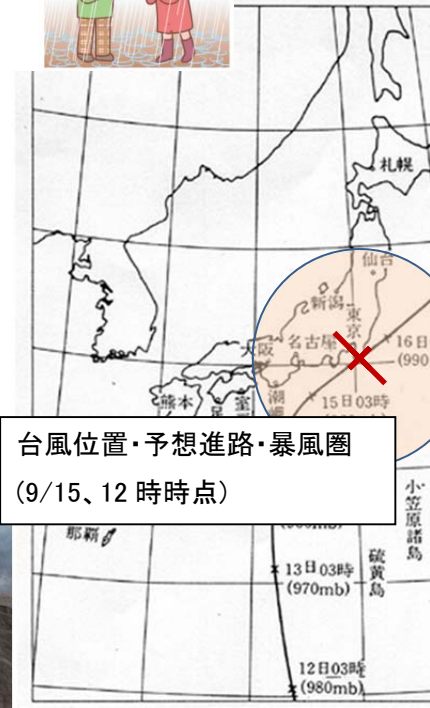 札幌
仙台
新潟
東京
名古屋
大阪
16日
(990
潮
15日03時
熊本
室
足
台風位置・予想進路・暴風圏
(9/15、12 時時点)
小笠原諸島
那覇
硫黄島
13日03時
(970mb)
12日03時
(980mb)